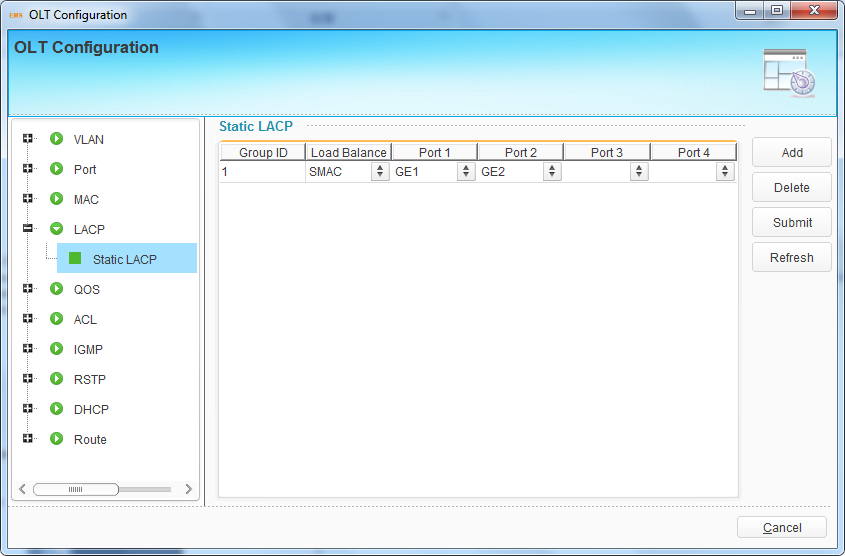 EMS OLT Configuration
OLT Configuration
VLAN
Port
MAC
LACP
Static LACP
QOS
ACL
IGMP
RSTP
DHCP
Route
Static LACP
Group ID Load Balance Port 1 Port 2 Port 3 Port 4
1 SMAC GE1 GE2
Add
Delete
Submit
Refresh
Cancel